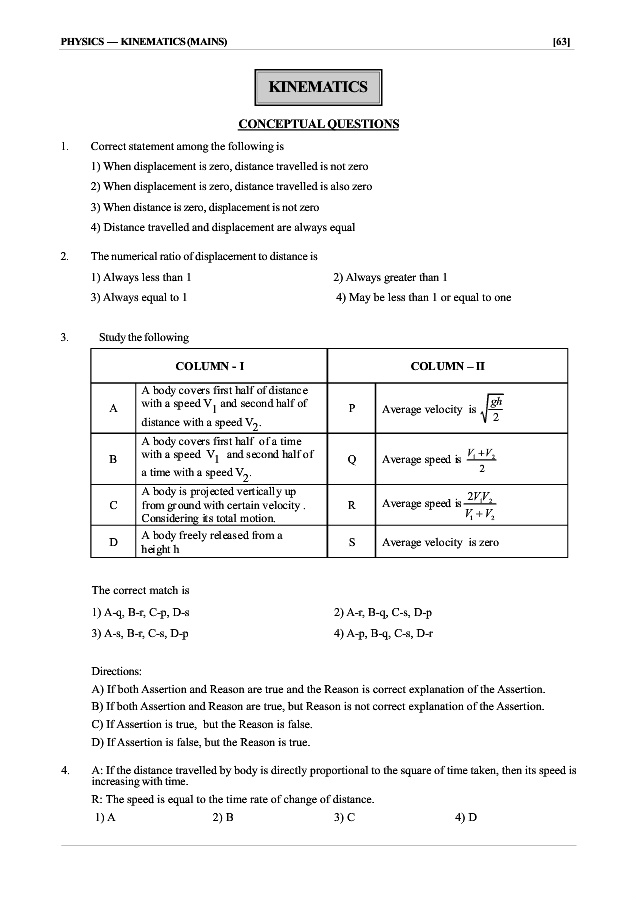 PHYSICS — KINEMATICS (MAINS) [63]
KINEMATICS
CONCEPTUAL QUESTIONS
1. Correct statement among the following is
1) When displacement is zero, distance travelled is not zero
2) When displacement is zero, distance travelled is also zero
3) When distance is zero, displacement is not zero
4) Distance travelled and displacement are always equal
2. The numerical ratio of displacement to distance is
1) Always less than 1 2) Always greater than 1
3) Always equal to 1 4) May be less than 1 or equal to one
3. Study the following
COLUMN - I COLUMN – II
A A body covers first half of distance
with a speed V1 and second half of
distance with a speed V2.
P Average velocity is √(gh/2)
B A body covers first half of a time
with a speed V1 and second half of
a time with a speed V2.
Q Average speed is (V1+V2)/2
C A body is projected vertically up
from ground with certain velocity .
Considering its total motion.
R Average speed is 2V1V2/(V1+V2)
D A body freely released from a
height h
S Average velocity is zero
The correct match is
1) A-q, B-r, C-p, D-s 2) A-r, B-q, C-s, D-p
3) A-s, B-r, C-s, D-p 4) A-p, B-q, C-s, D-r
Directions:
A) If both Assertion and Reason are true and the Reason is correct explanation of the Assertion.
B) If both Assertion and Reason are true, but Reason is not correct explanation of the Assertion.
C) If Assertion is true, but the Reason is false.
D) If Assertion is false, but the Reason is true.
4. A: If the distance travelled by body is directly proportional to the square of time taken, then its speed is
increasing with time.
R: The speed is equal to the time rate of change of distance.
1) A 2) B 3) C 4) D